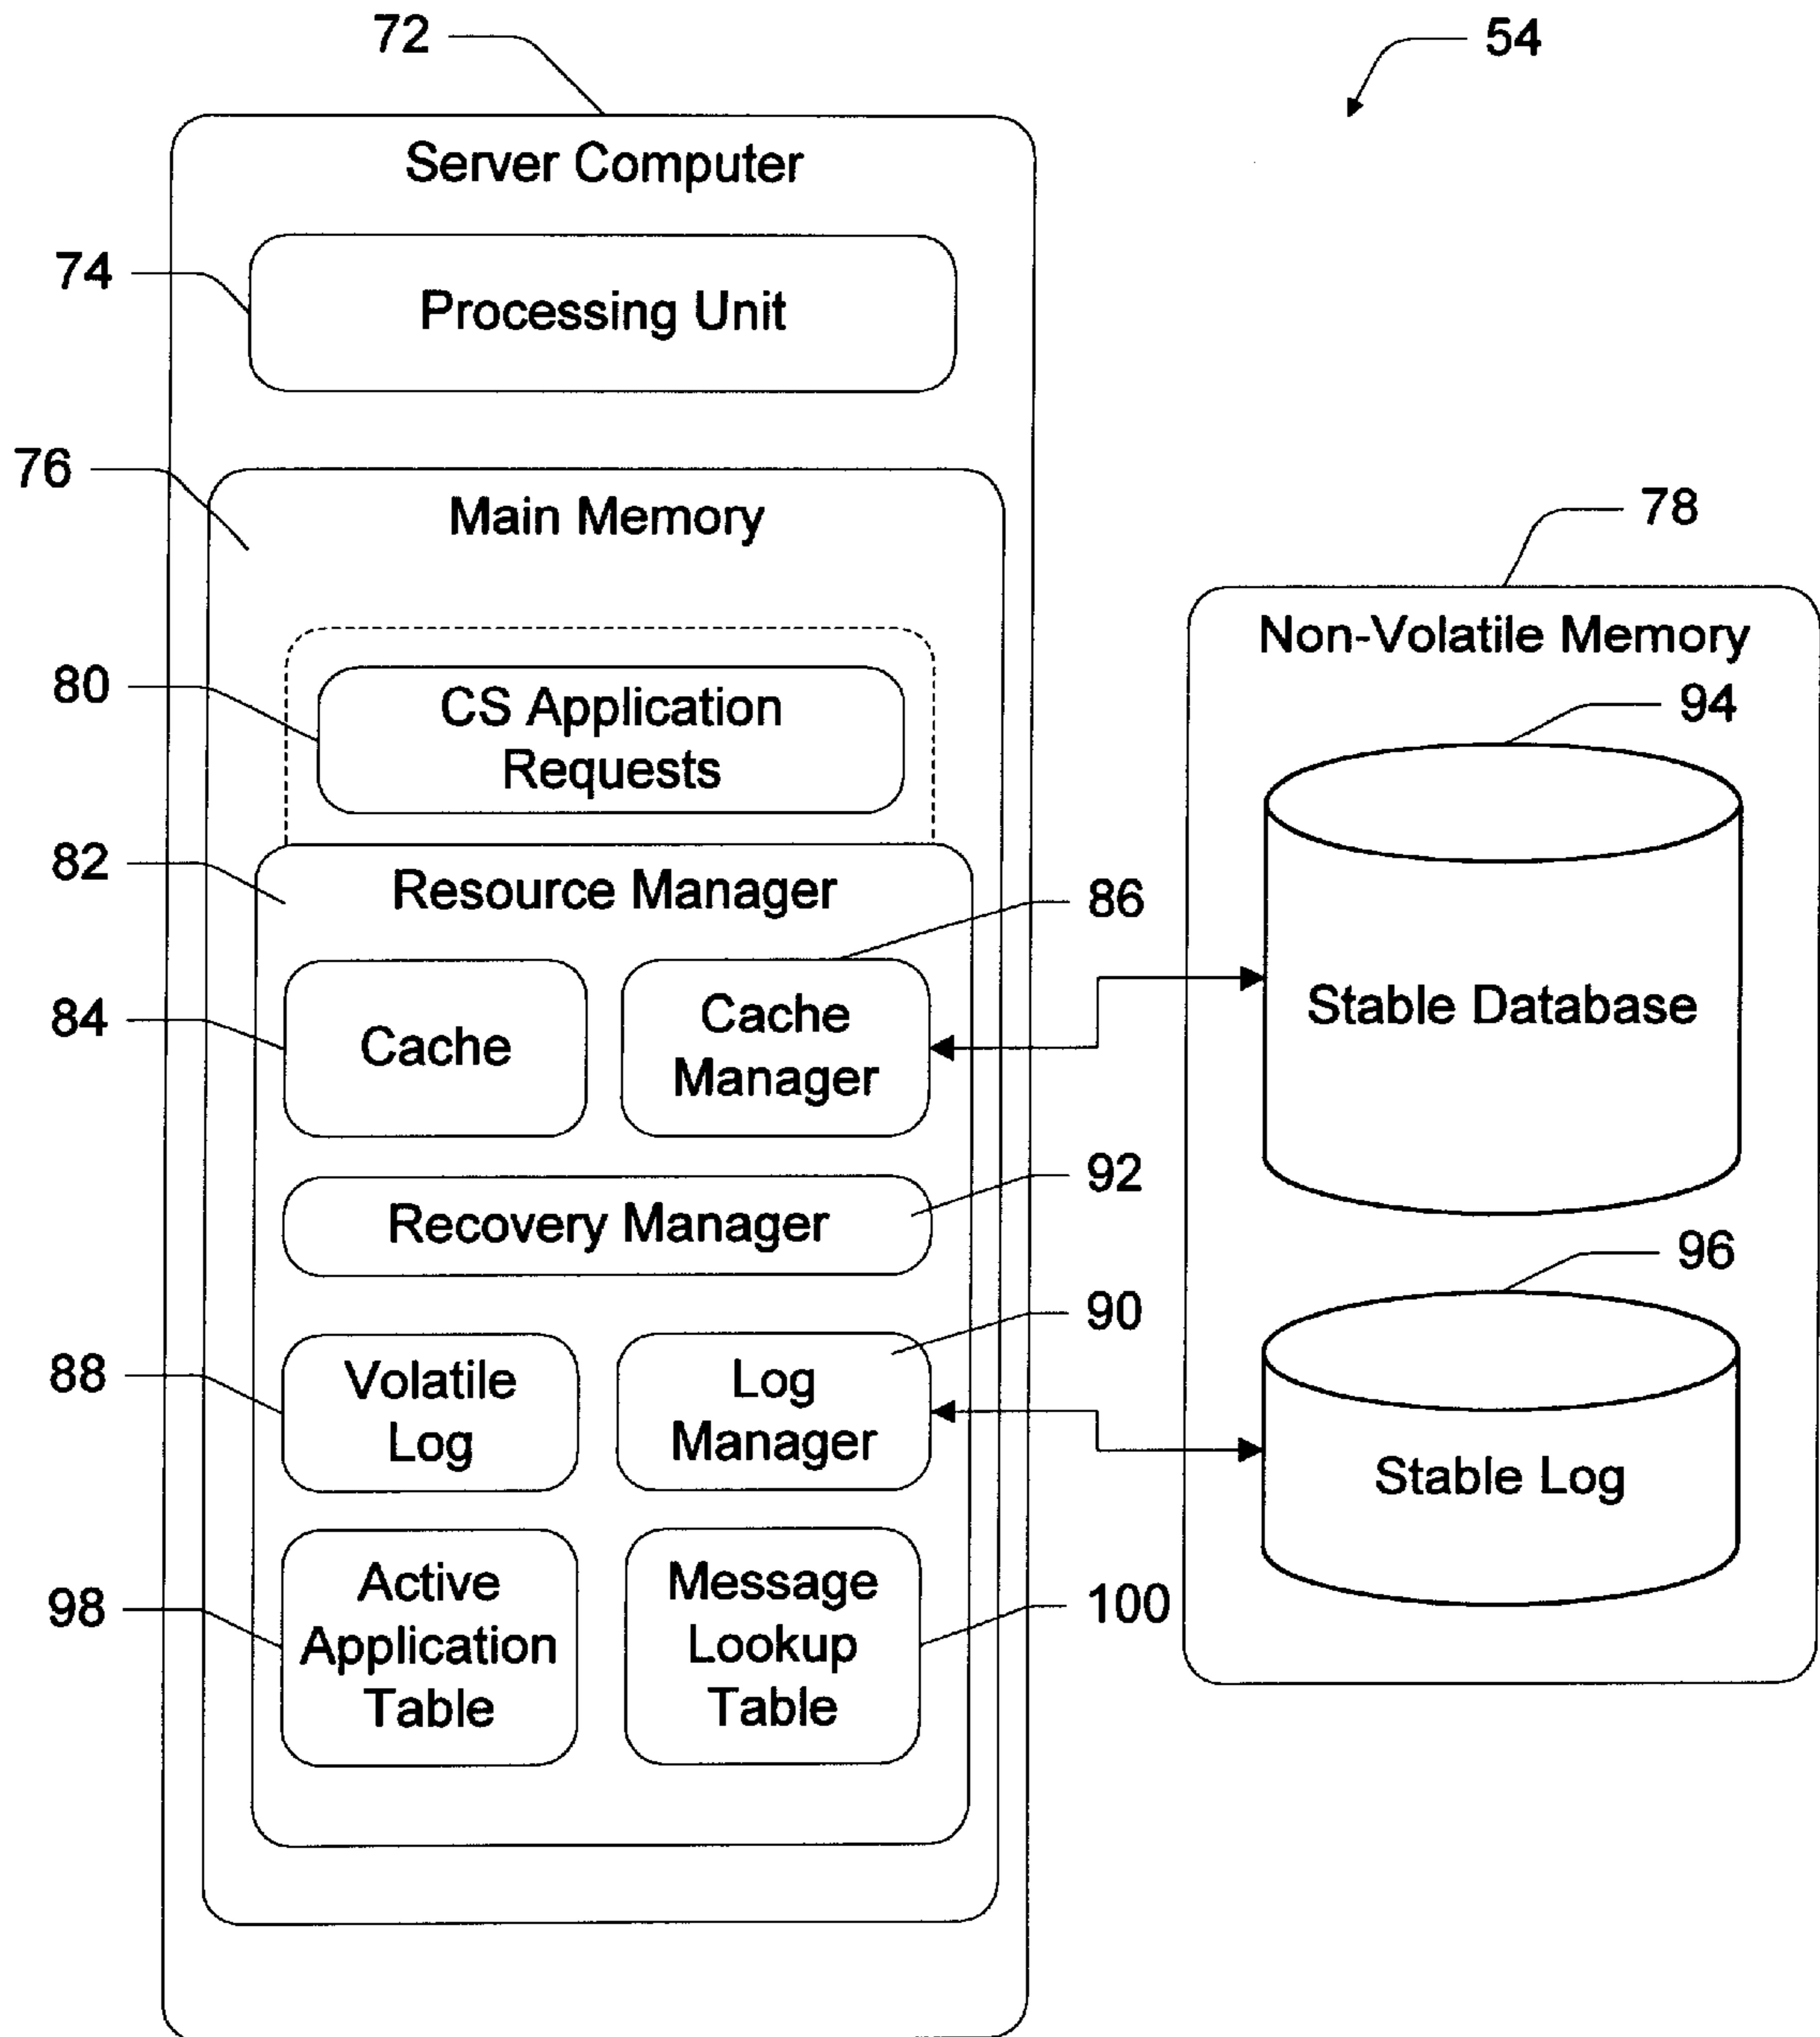 72
54
Server Computer
74
Processing Unit
76
Main Memory
78
Non-Volatile Memory
80
CS Application
Requests
94
82
Resource Manager
86
84
Cache
Cache
Manager
Stable Database
92
Recovery Manager
96
90
88
Volatile
Log
Log
Manager
Stable Log
98
Active
Application
Table
Message
Lookup
Table
100